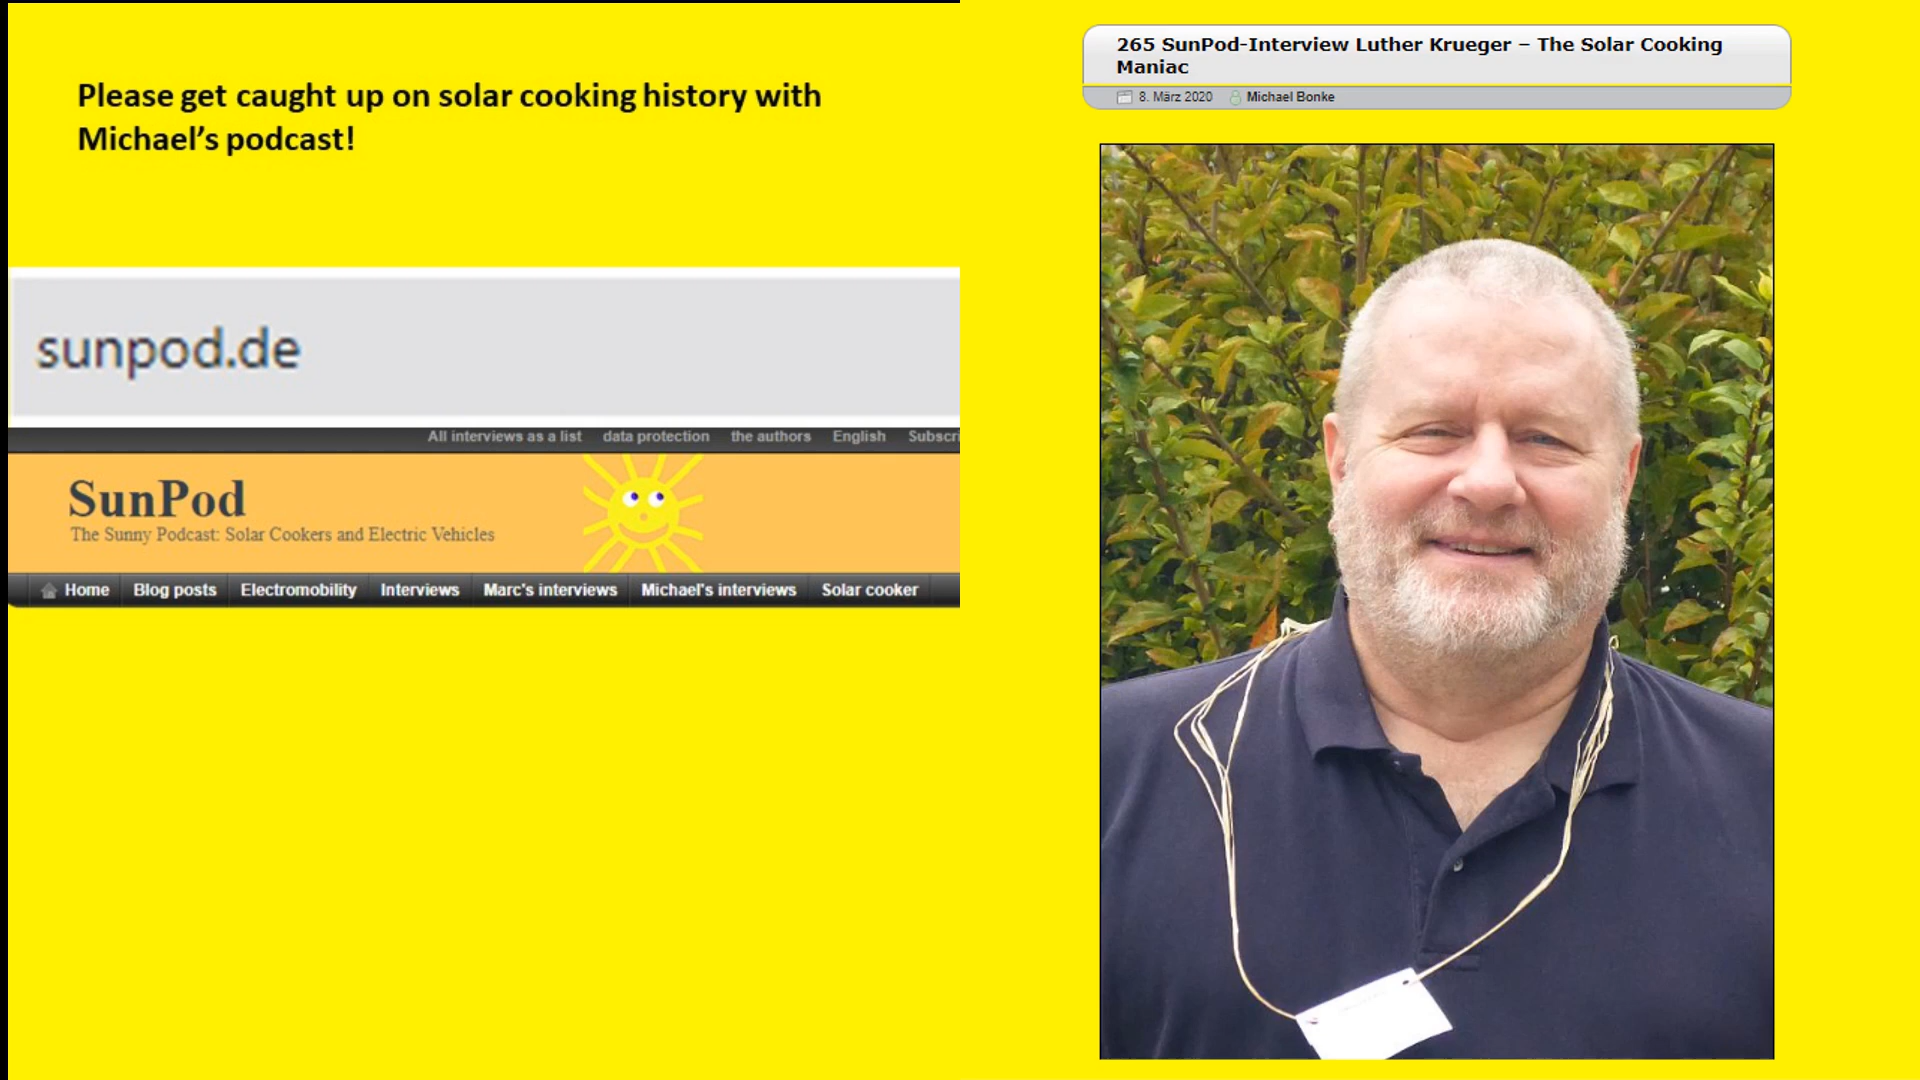 Please get caught up on solar cooking history with
Michael's podcast!
sunpod.de
All interviews as a list data protection the authors English Subscri
SunPod
The Sunny Podcast: Solar Cookers and Electric Vehicles
Home Blog posts Electromobility Interviews Marc's interviews Michael's interviews Solar cooker
265 SunPod-Interview Luther Krueger – The Solar Cooking
Maniac
8. März 2020 Michael Bonke